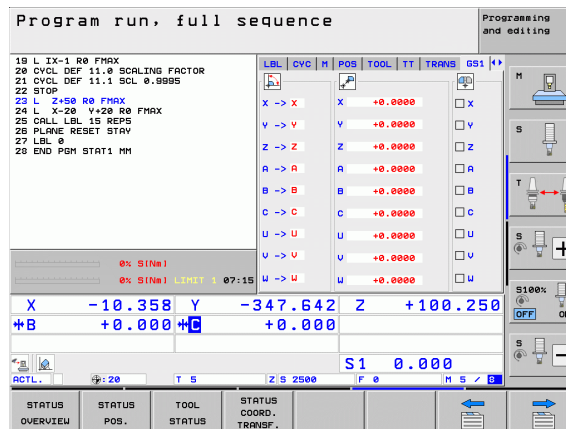 Program run, full sequence
Programming
and editing
19 L IX-1 R0 FMAX
20 CYCL DEF 11.0 SCALING FACTOR
21 CYCL DEF 11.1 SCL 0.9995
22 STOP
23 L Z+50 R0 FMAX
24 L X-20 Y+20 R0 FMAX
25 CALL LBL 15 REPS
26 PLANE RESET STAY
27 LBL 0
28 END PGM STAT1 MM
LBL CYC M POS TOOL TT TRANS GS1
X -> X X +0.0000 X
Y -> Y Y +0.0000 Y
Z -> Z Z +0.0000 Z
A -> A A +0.0000 A
B -> B B +0.0000 B
C -> C C +0.0000 C
U -> U U +0.0000 U
V -> V V +0.0000 V
W -> W W +0.0000 W
0% S[Nm]
0% S[Nm] LIMIT 1 07:15
X -10.358 Y -347.642 Z +100.250
B +0.000 C +0.000
S1 0.000
ACTL. : 20 T 5 Z S 2500 F 0 M 5 / 8
M
S
T
S
+
S100%
OFF
S
-
STATUS
OVERVIEW
STATUS
POS.
TOOL
STATUS
STATUS
COORD.
TRANSF.